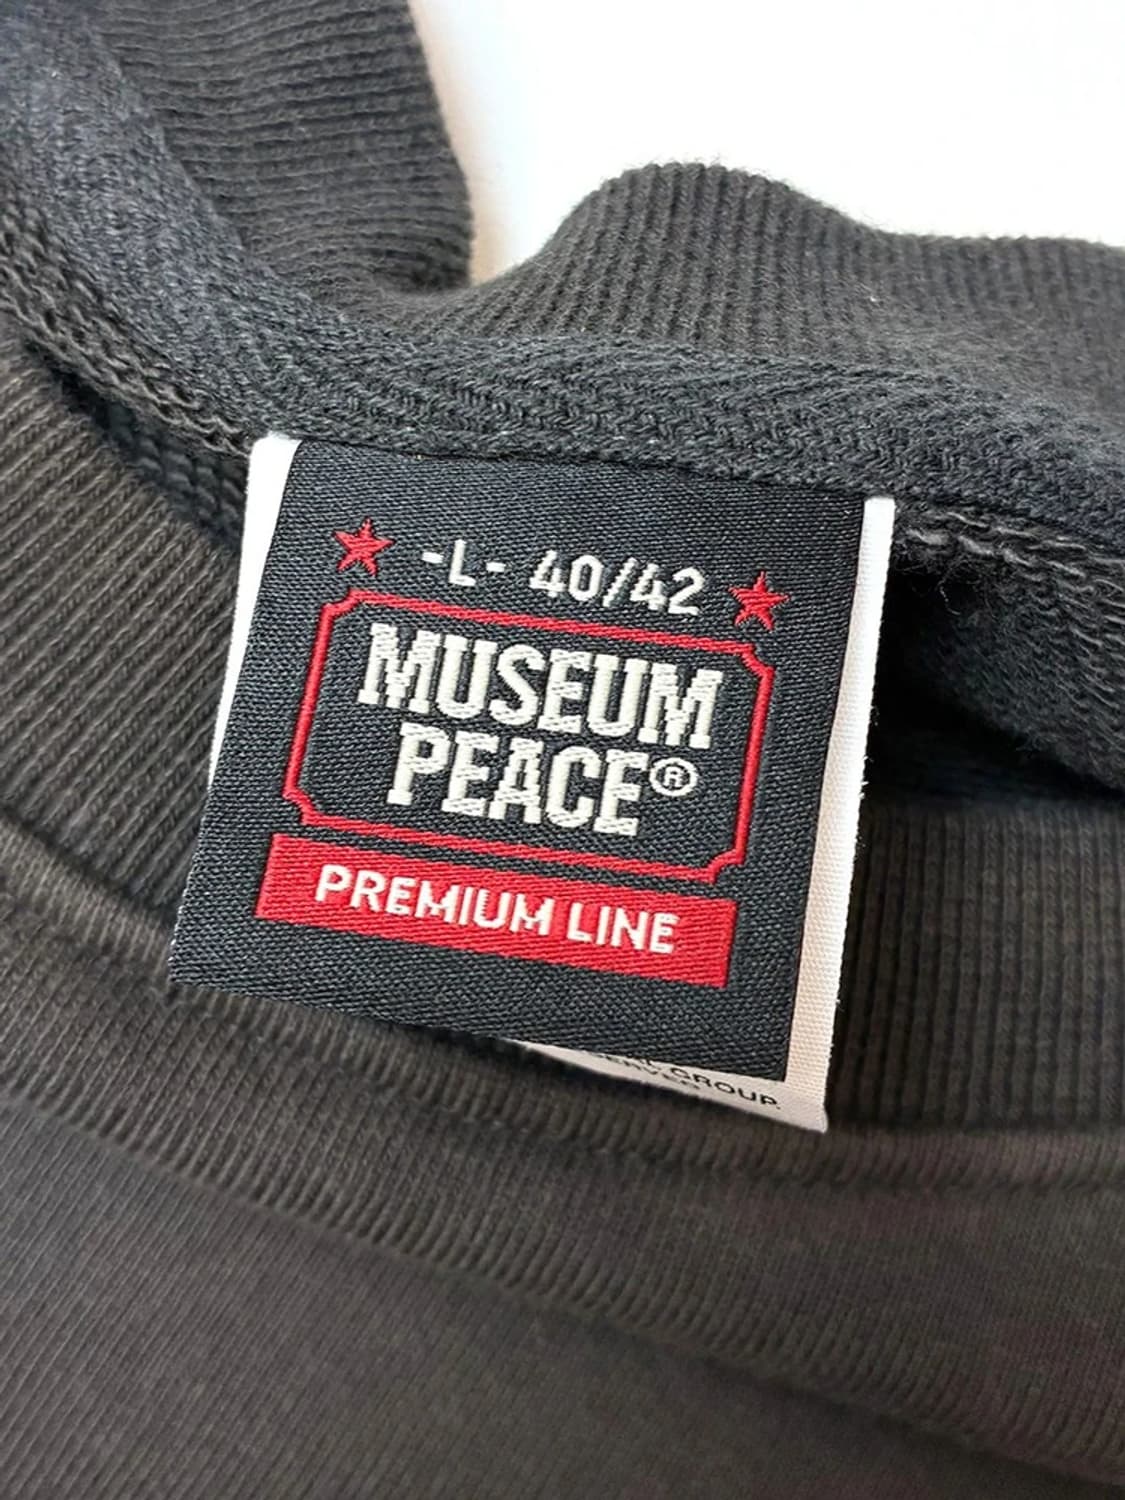 -L- 40/42
MUSEUM
PEACE®
PREMIUM LINE
GROUP.